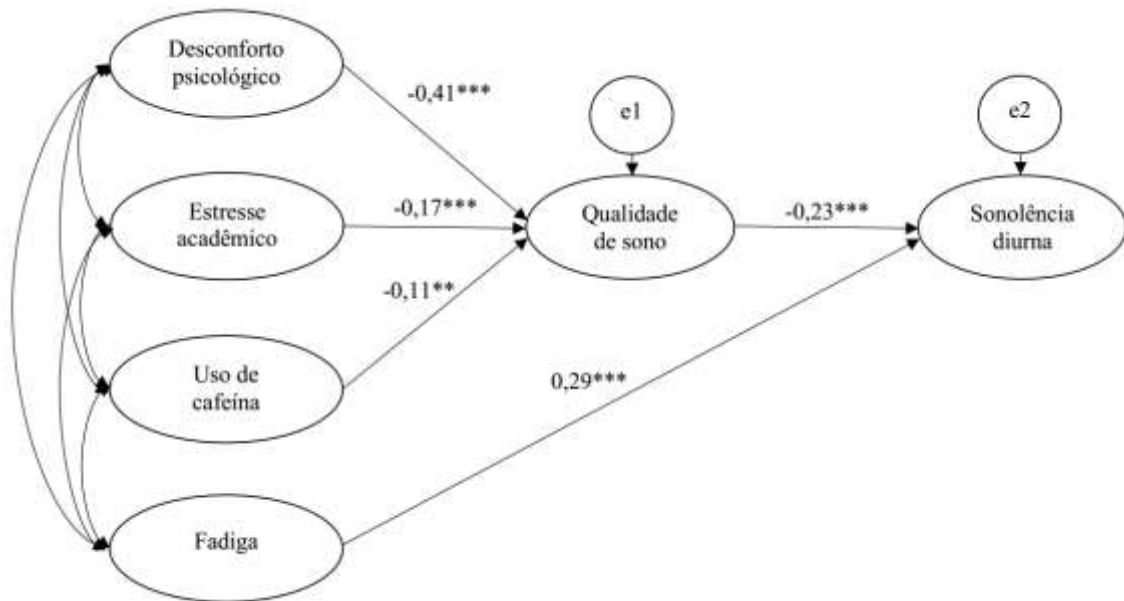 Desconforto
psicológico
-0,41***
e1
e2
Estresse
acadêmico
-0,17***
Qualidade
de sono
-0,23***
Sonolência
diurna
-0,11**
Uso de
cafeína
0,29***
Fadiga